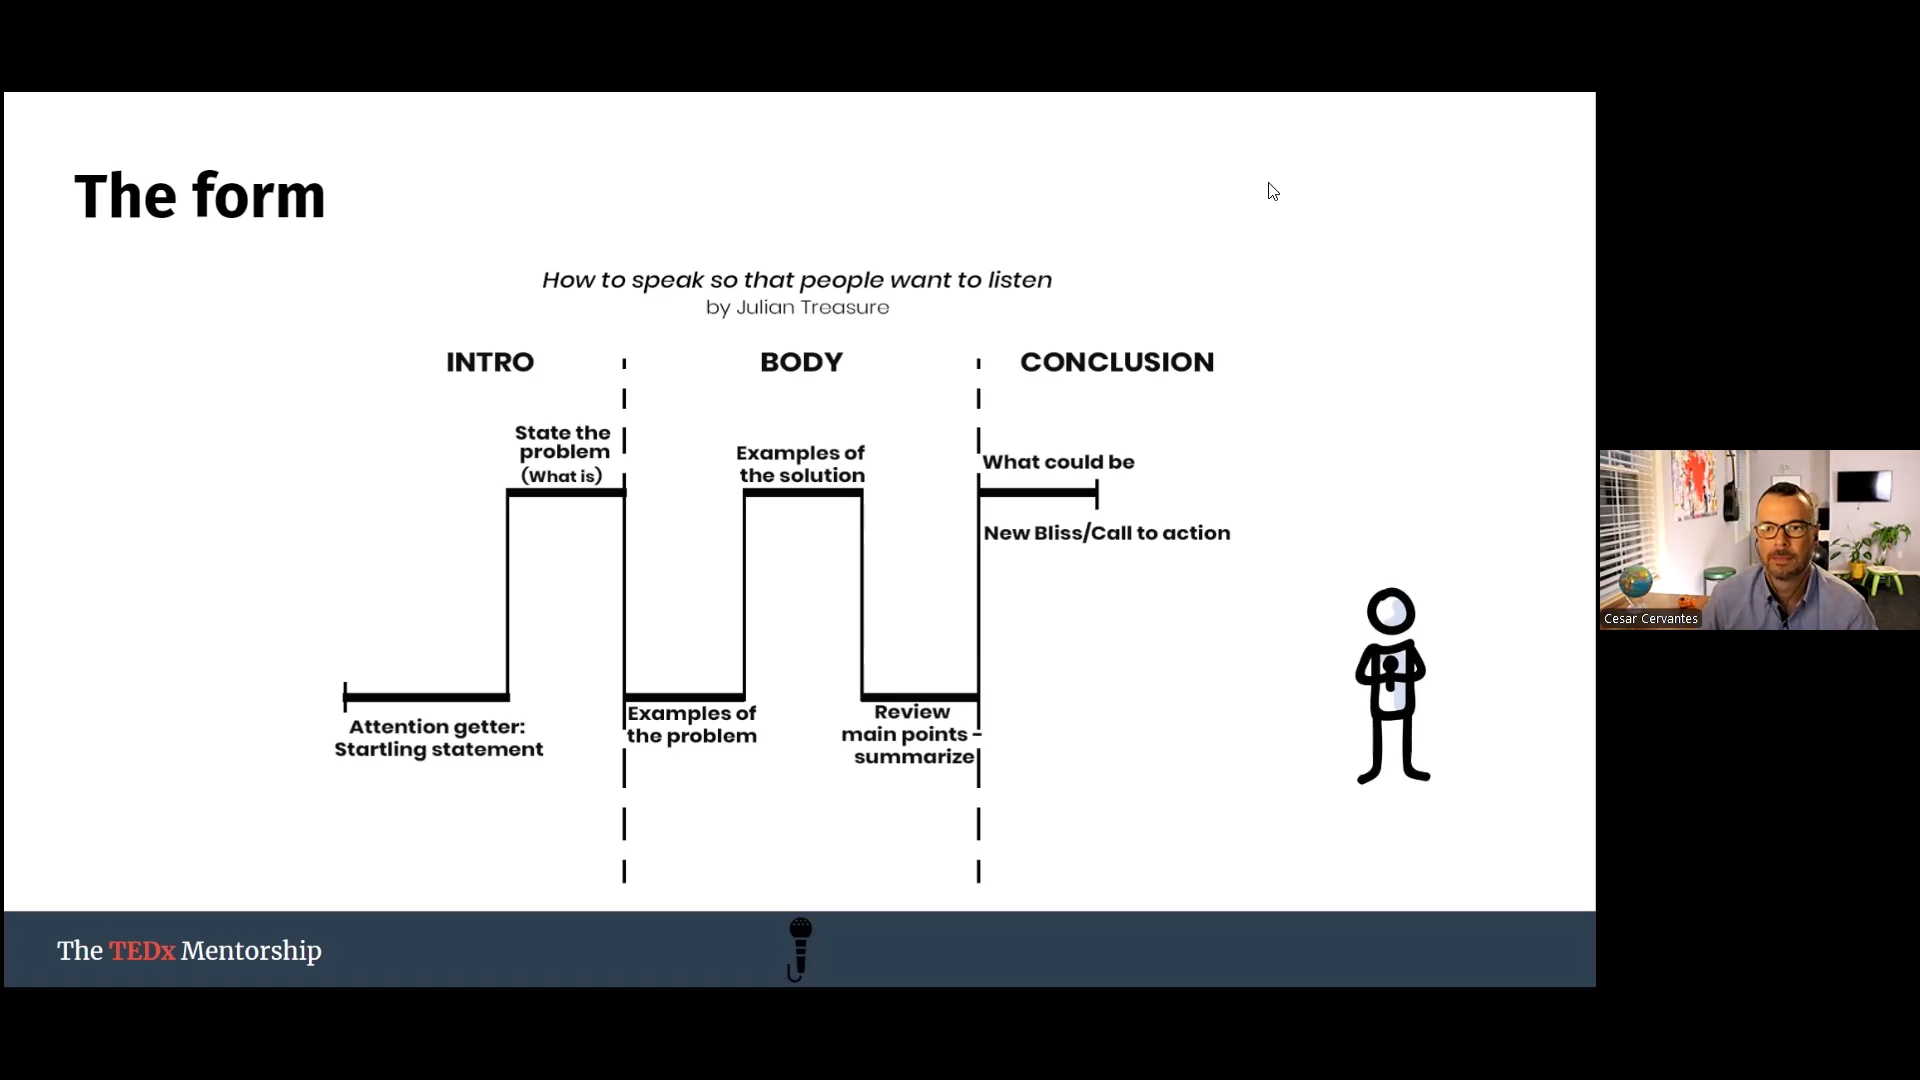 The form
How to speak so that people want to listen
by Julian Treasure
INTRO
BODY
CONCLUSION
State the
problem
(What is)
Examples of
the solution
What could be
New Bliss/Call to action
Attention getter:
Startling statement
Examples of
the problem
Review
main points -
summarize
Cesar Cervantes
The TEDx Mentorship